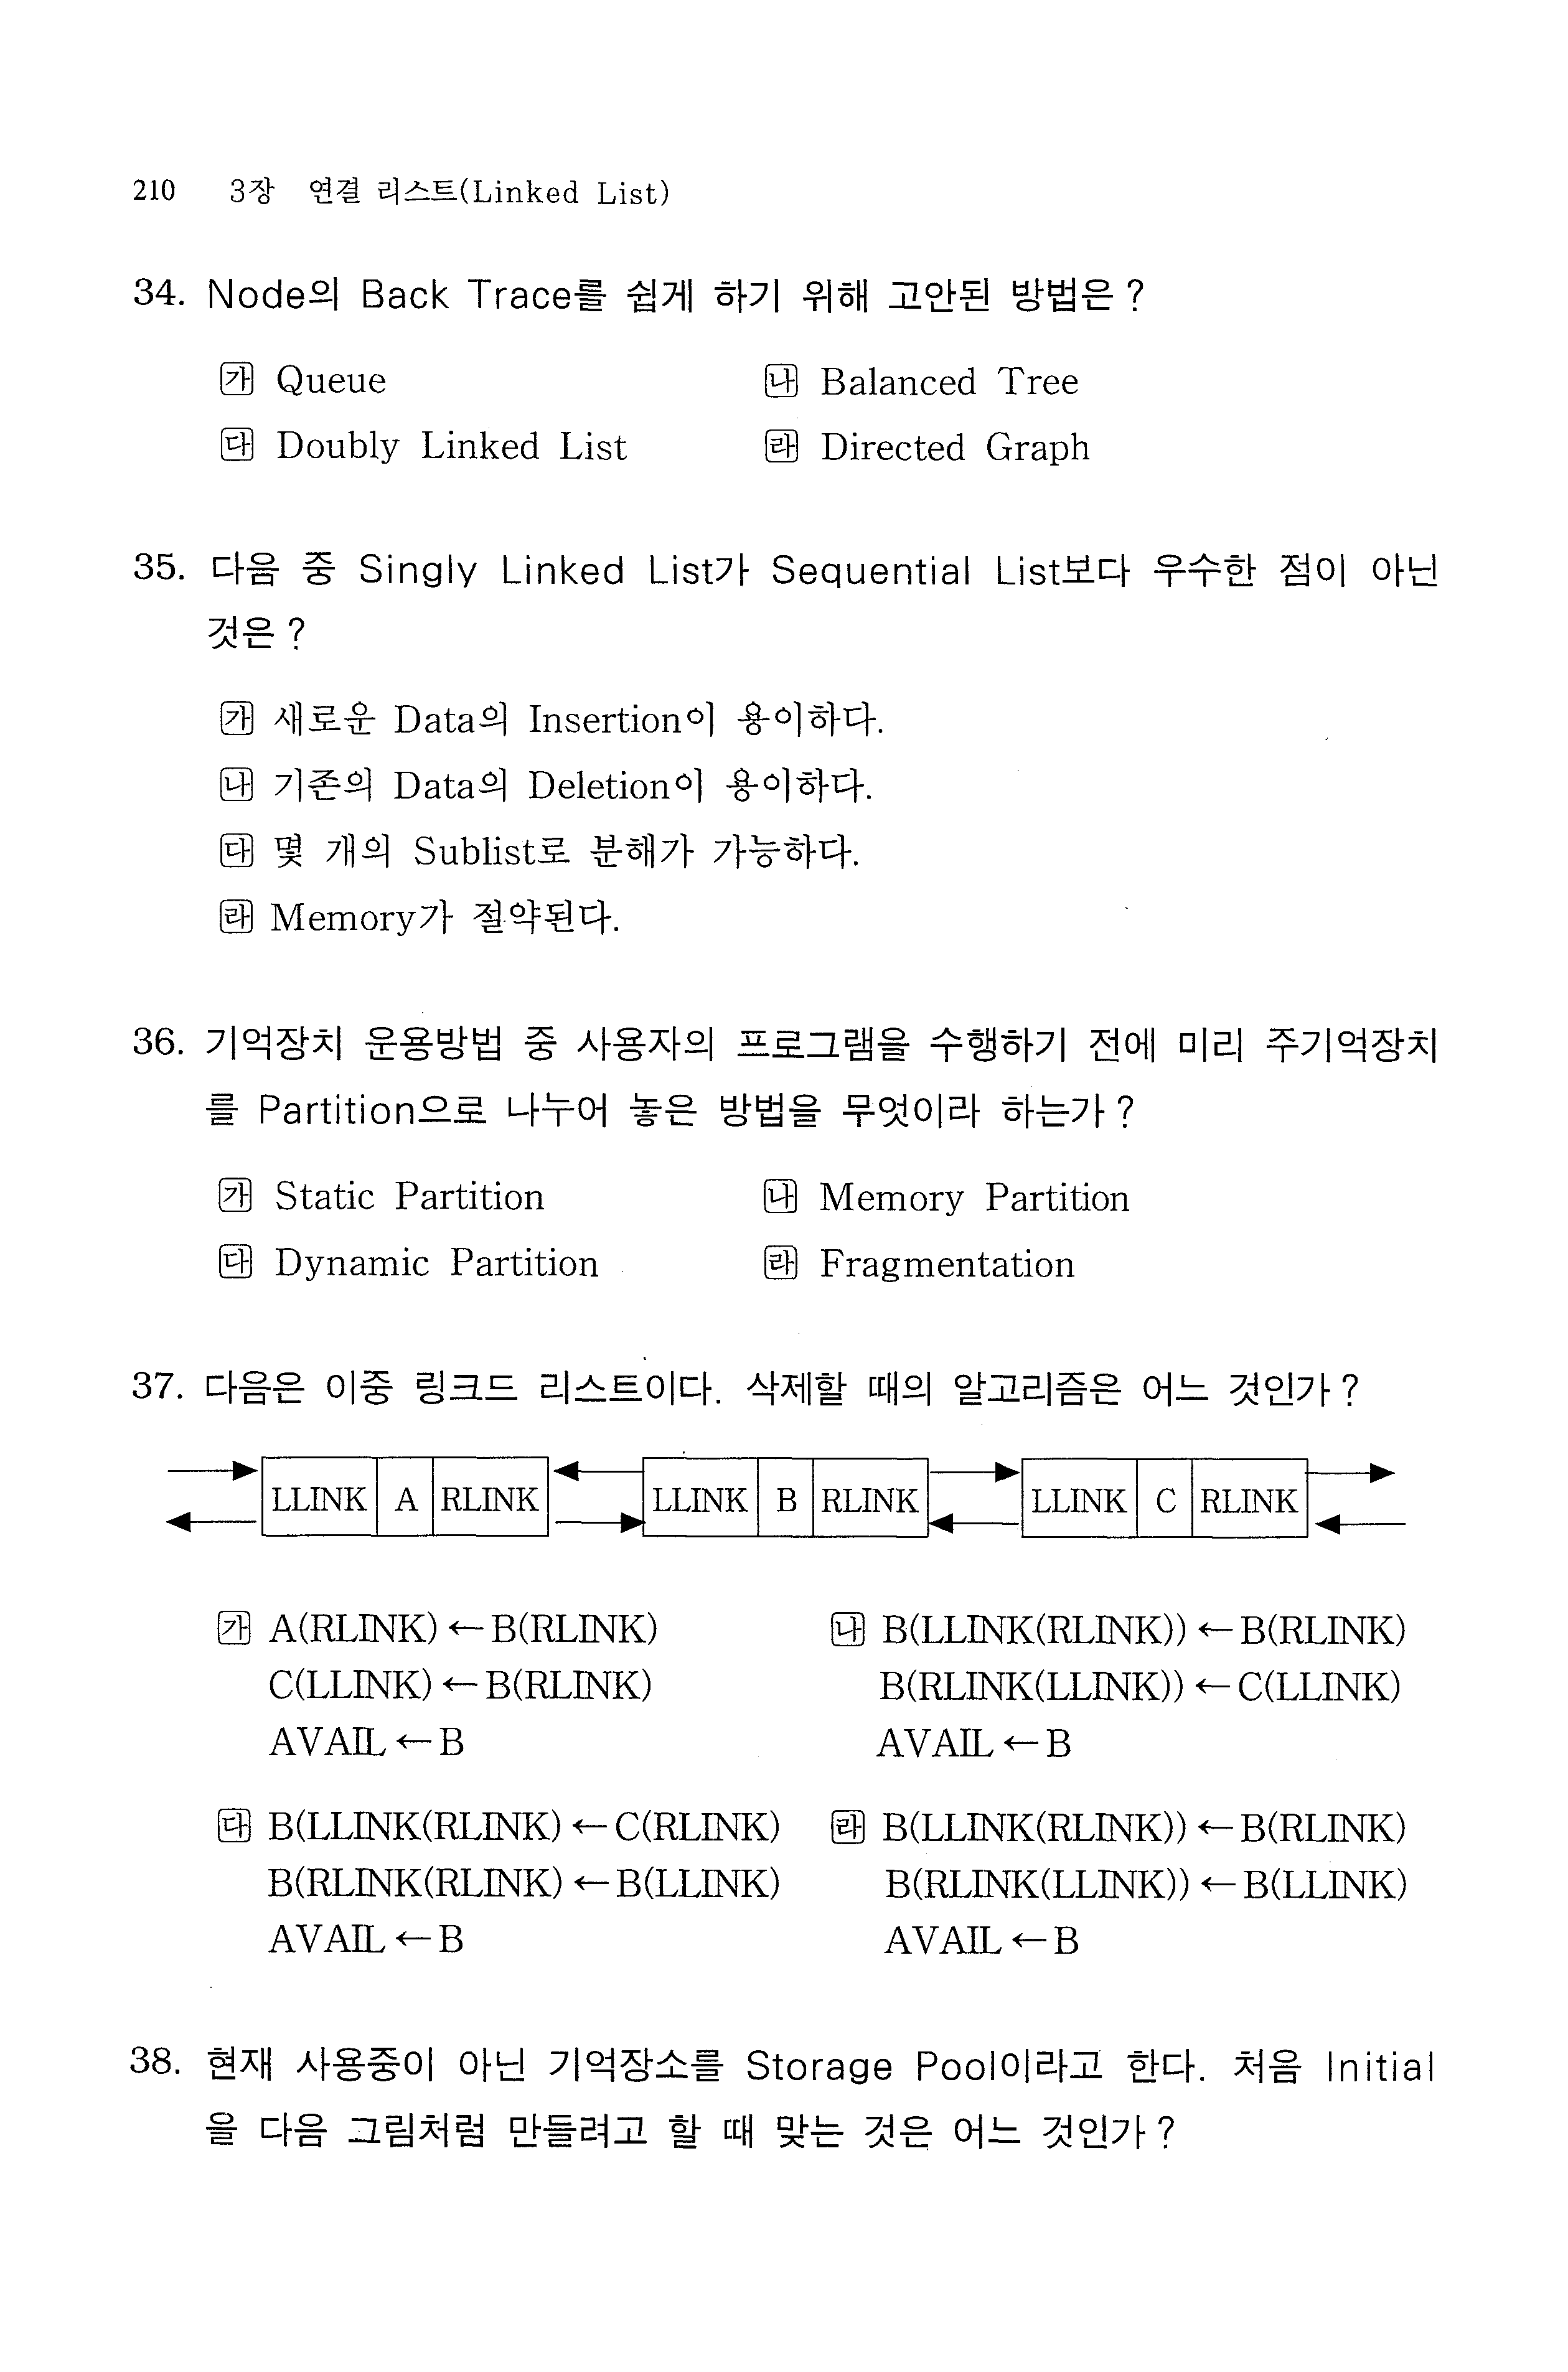 210 3장 연결 리스트(Linked List)
34. Node의 Back Trace를 쉽게 하기 위해 고안된 방법은?
㉮ Queue ㉯ Balanced Tree
㉰ Doubly Linked List ㉱ Directed Graph
35. 다음 중 Singly Linked List가 Sequential List보다 우수한 점이 아닌
것은?
㉮ 새로운 Data의 Insertion이 용이하다.
㉯ 기존의 Data의 Deletion이 용이하다.
㉰ 몇 개의 Sublist로 분해가 가능하다.
㉱ Memory가 절약된다.
36. 기억장치 운용방법 중 사용자의 프로그램을 수행하기 전에 미리 주기억장치
를 Partition으로 나누어 놓은 방법을 무엇이라 하는가?
㉮ Static Partition ㉯ Memory Partition
㉰ Dynamic Partition ㉱ Fragmentation
37. 다음은 이중 링크드 리스트이다. 삭제할 때의 알고리즘은 어느 것인가?
LLINK A RLINK LLINK B RLINK LLINK C RLINK
㉮ A(RLINK)←B(RLINK) ㉯ B(LLINK(RLINK))←B(RLINK)
C(LLINK)←B(RLINK) B(RLINK(LLINK))←C(LLINK)
AVAIL←B AVAIL←B
㉰ B(LLINK(RLINK)←C(RLINK) ㉱ B(LLINK(RLINK))←B(RLINK)
B(RLINK(RLINK)←B(LLINK) B(RLINK(LLINK))←B(LLINK)
AVAIL←B AVAIL←B
38. 현재 사용중이 아닌 기억장소를 Storage Pool이라고 한다. 처음 Initial
을 다음 그림처럼 만들려고 할 때 맞는 것은 어느 것인가?